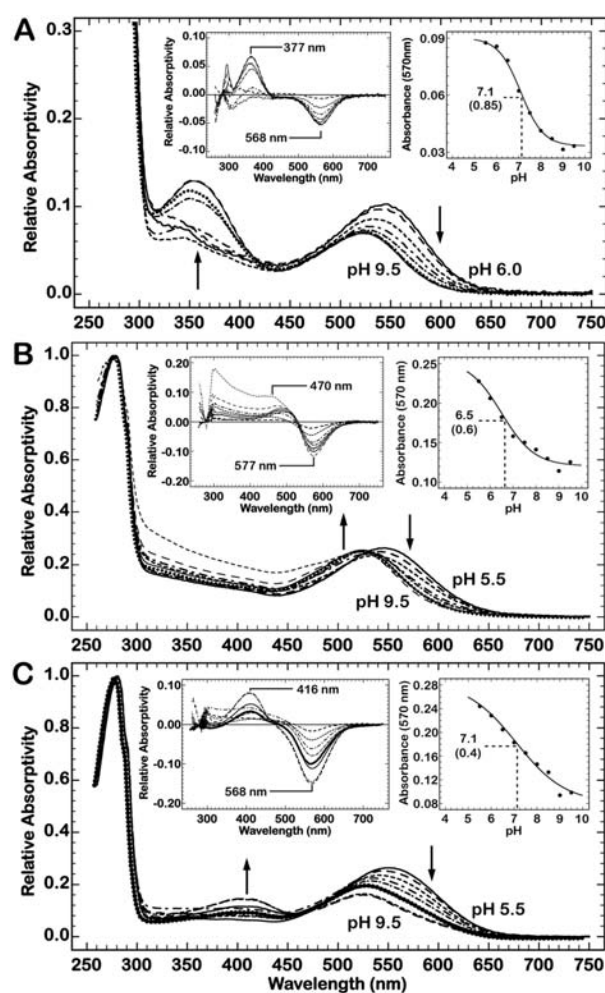 A
0.3
0.2
0.1
0.0
Relative Absorptivity
250 300 350 400 450 500 550 600 650 700 750
pH 9.5
pH 6.0
0.10
0.05
0.00
-0.05
-0.10
Relative Absorptivity
377 nm
568 nm
300 400 500 600 700
Wavelength (nm)
0.09
0.06
0.03
Absorbance (570nm)
7.1
(0.85)
4 5 6 7 8 9 10
pH
B
1.0
0.8
0.6
0.4
0.2
0.0
Relative Absorptivity
250 300 350 400 450 500 550 600 650 700 750
pH 9.5
pH 5.5
0.20
0.10
0.00
-0.10
-0.20
Relative Absorptivity
470 nm
577 nm
300 400 500 600 700
Wavelength (nm)
0.25
0.20
0.15
0.10
Absorbance (570 nm)
6.5
(0.6)
4 5 6 7 8 9 10
pH
C
1.0
0.8
0.6
0.4
0.2
0.0
Relative Absorptivity
250 300 350 400 450 500 550 600 650 700 750
Wavelength (nm)
pH 9.5
pH 5.5
0.10
0.00
-0.10
-0.20
Relative Absorptivity
416 nm
568 nm
300 400 500 600 700
Wavelength (nm)
0.28
0.24
0.20
0.16
0.12
0.08
Absorbance (570 nm)
7.1
(0.4)
4 5 6 7 8 9 10
pH